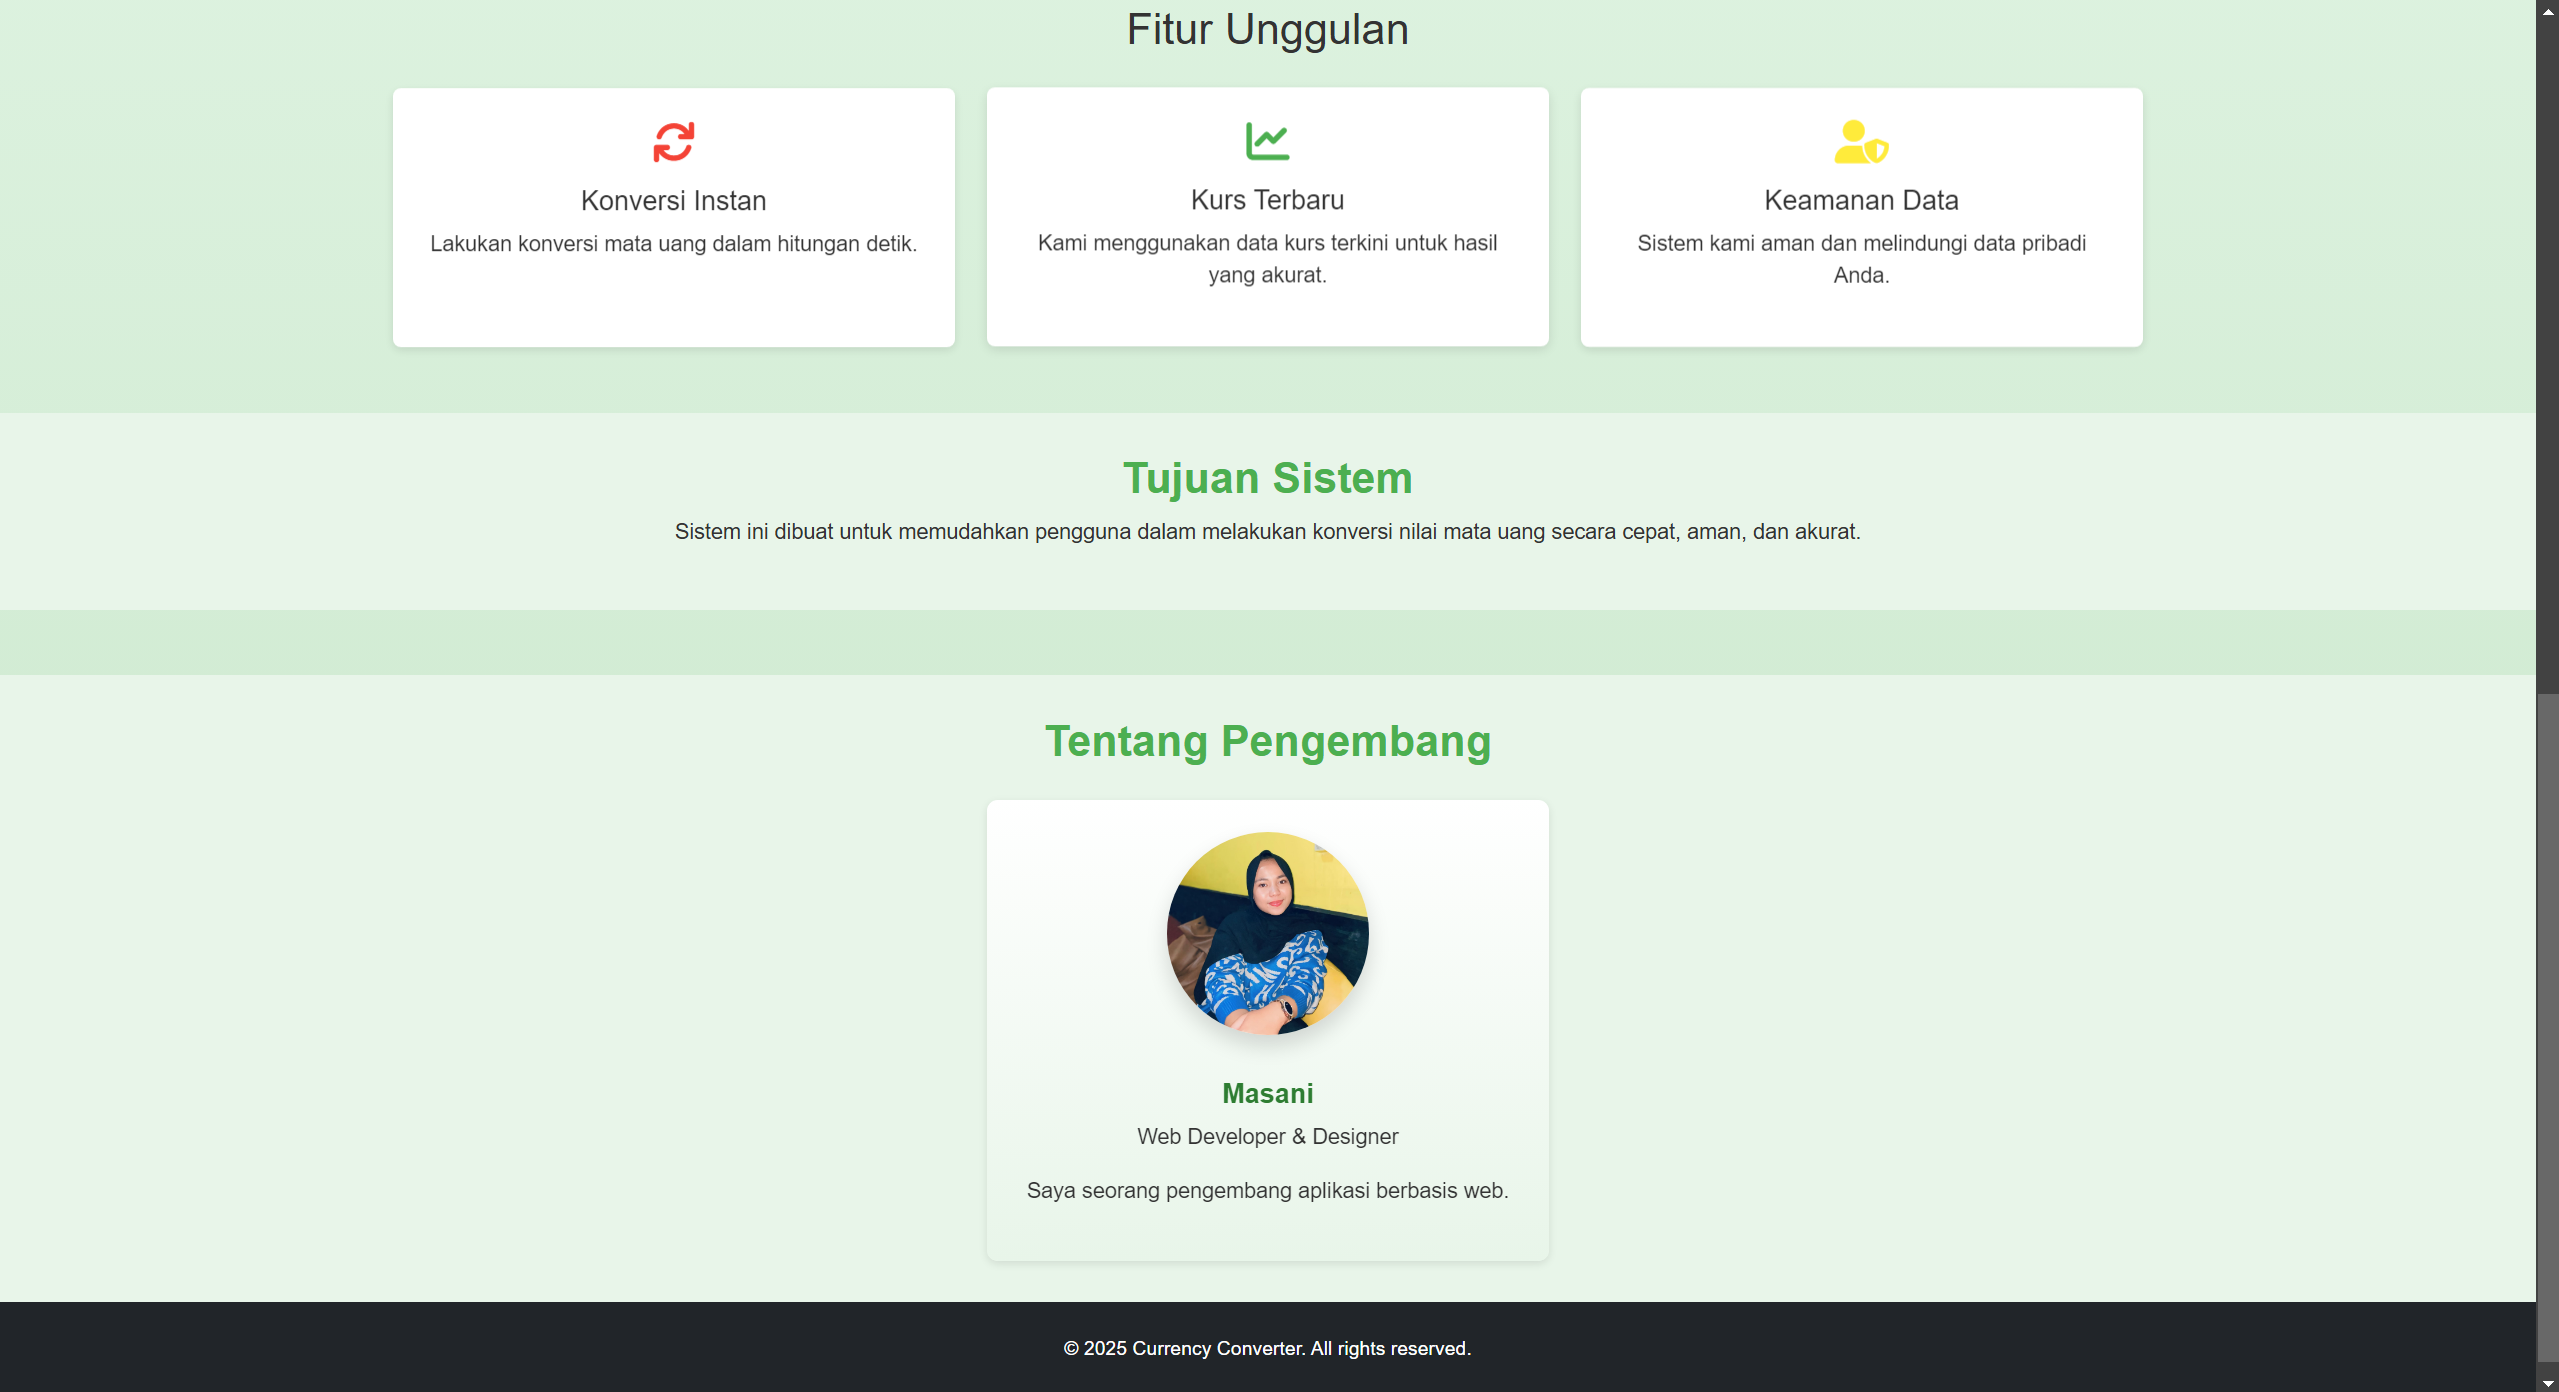 Fitur Unggulan
Konversi Instan
Lakukan konversi mata uang dalam hitungan detik.
Kurs Terbaru
Kami menggunakan data kurs terkini untuk hasil
yang akurat.
Keamanan Data
Sistem kami aman dan melindungi data pribadi
Anda.
Tujuan Sistem
Sistem ini dibuat untuk memudahkan pengguna dalam melakukan konversi nilai mata uang secara cepat, aman, dan akurat.
Tentang Pengembang
Masani
Web Developer & Designer
Saya seorang pengembang aplikasi berbasis web.
© 2025 Currency Converter. All rights reserved.